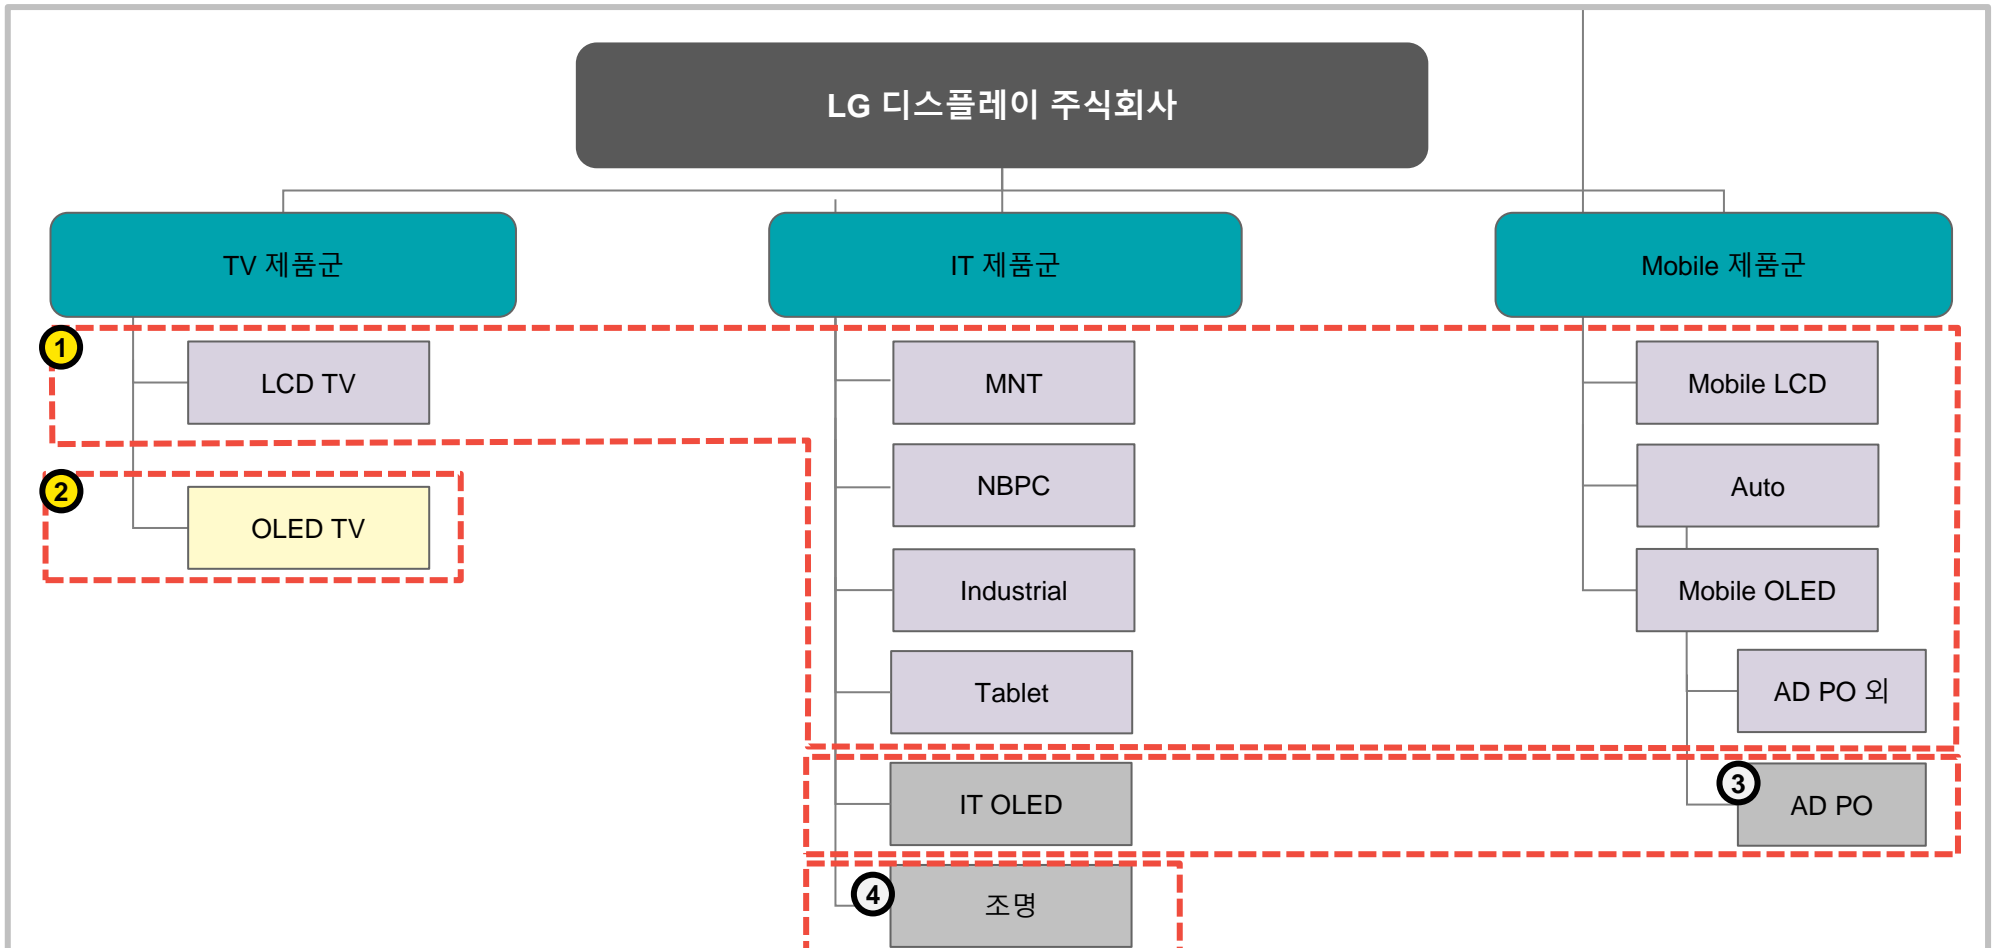 LG 디스플레이 주식회사
TV 제품군
IT 제품군
Mobile 제품군
1
LCD TV
MNT
Mobile LCD
2
OLED TV
NBPC
Auto
Industrial
Mobile OLED
Tablet
AD PO 외
IT OLED
3
AD PO
4
조명